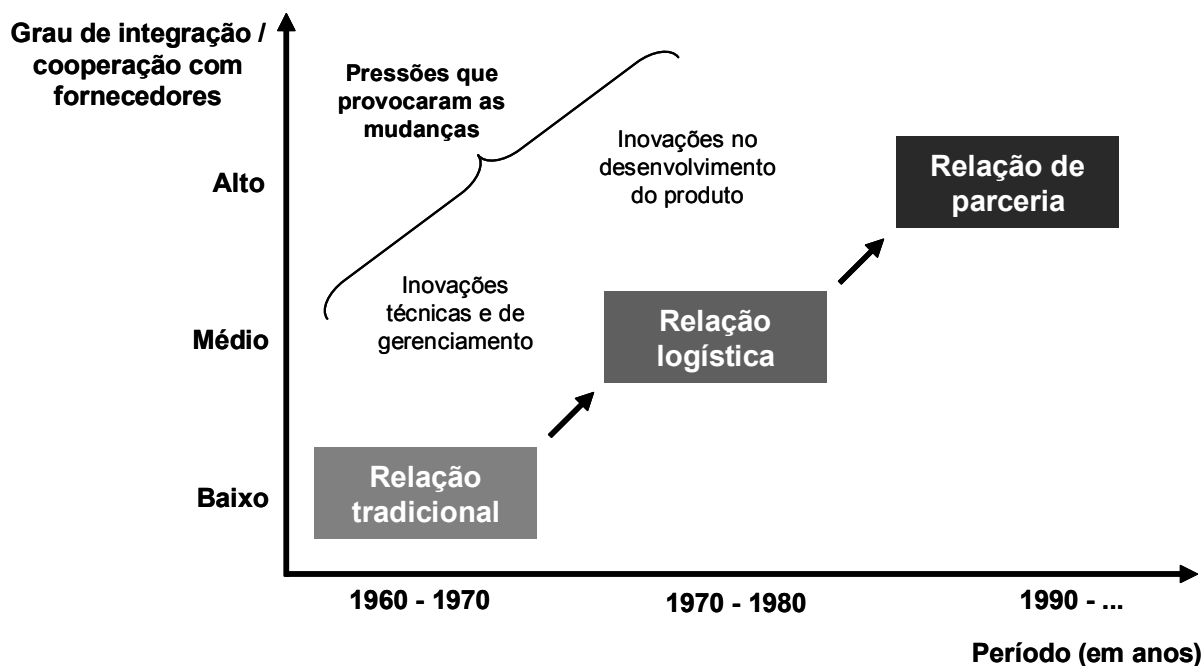 Grau de integração /
cooperação com
fornecedores
Pressões que
provocaram as
mudanças
Inovações no
desenvolvimento
do produto
Relação de
parceria
Alto
Inovações
técnicas e de
gerenciamento
Relação
logística
Médio
Relação
tradicional
Baixo
1960 - 1970
1970 - 1980
1990 - ...
Período (em anos)